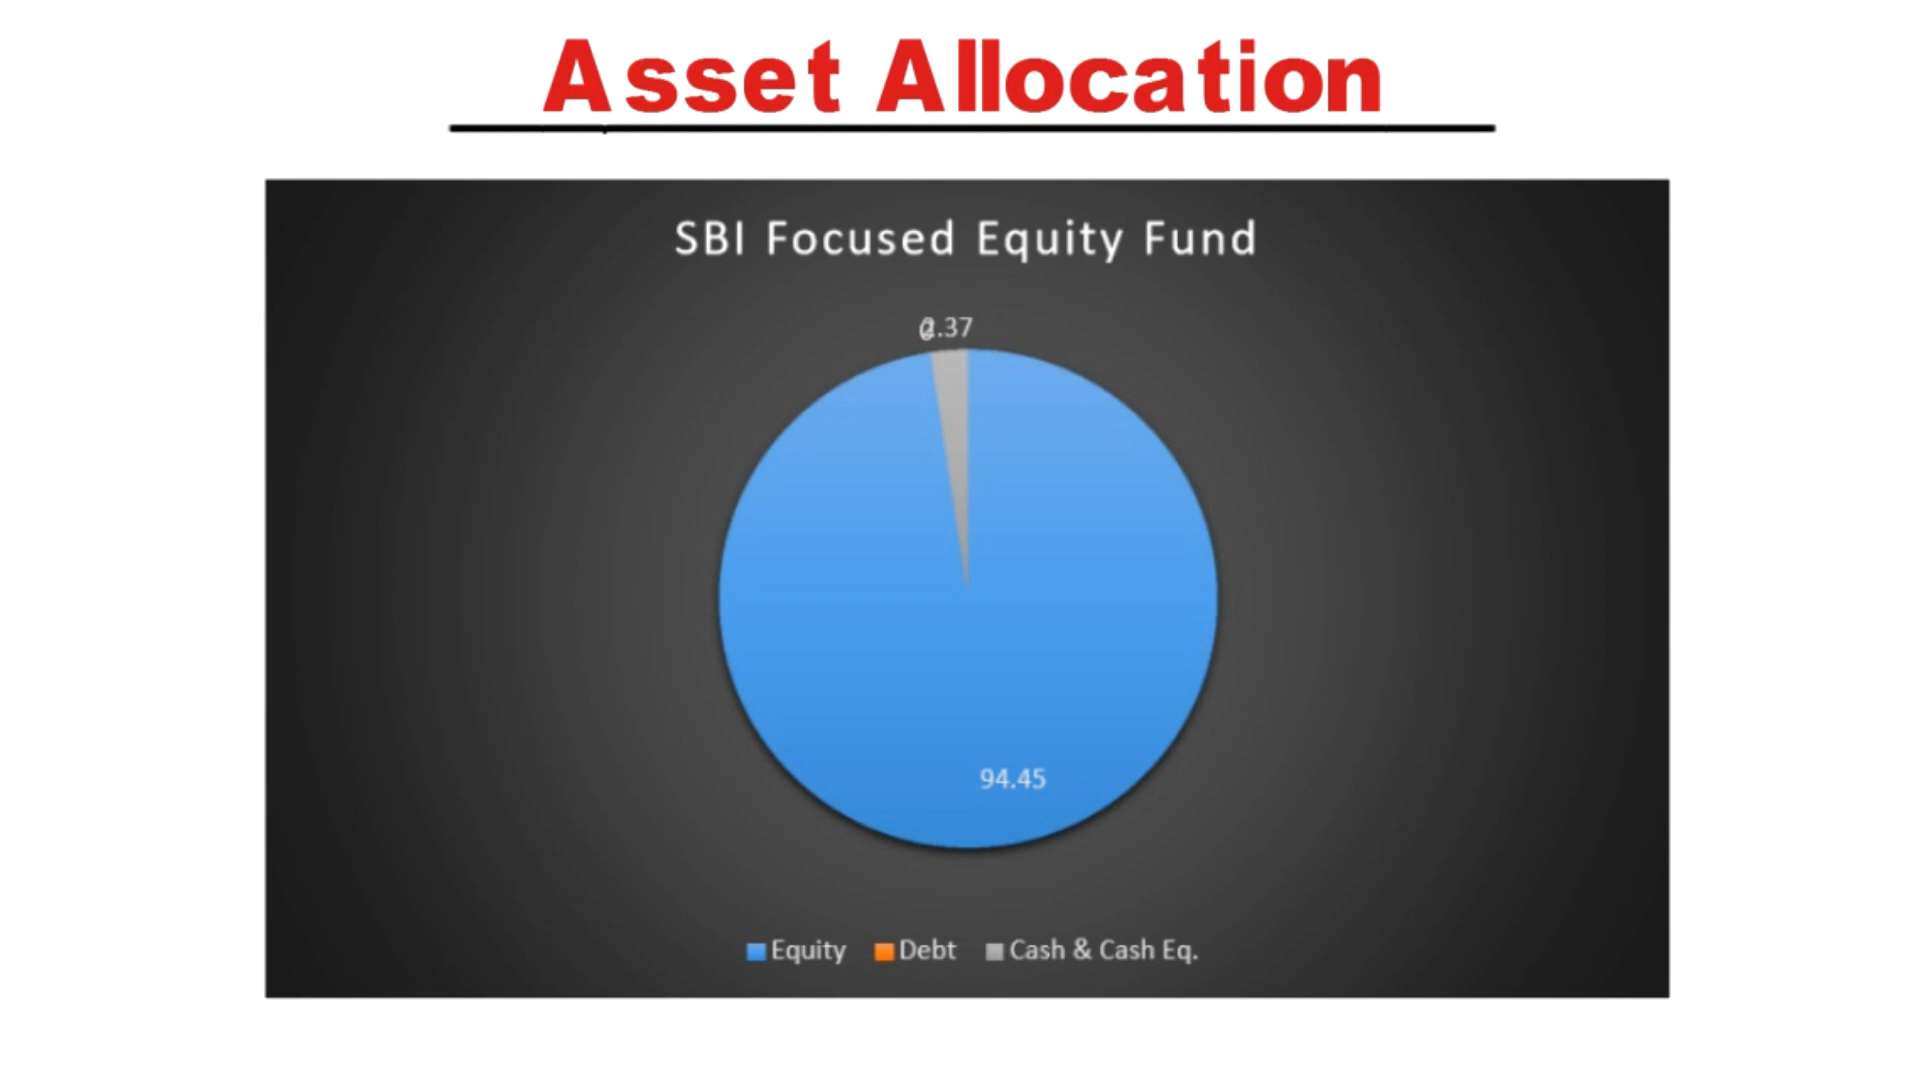 Asset Allocation
SBI Focused Equity Fund
94.45
Equity Debt Cash & Cash Eq.